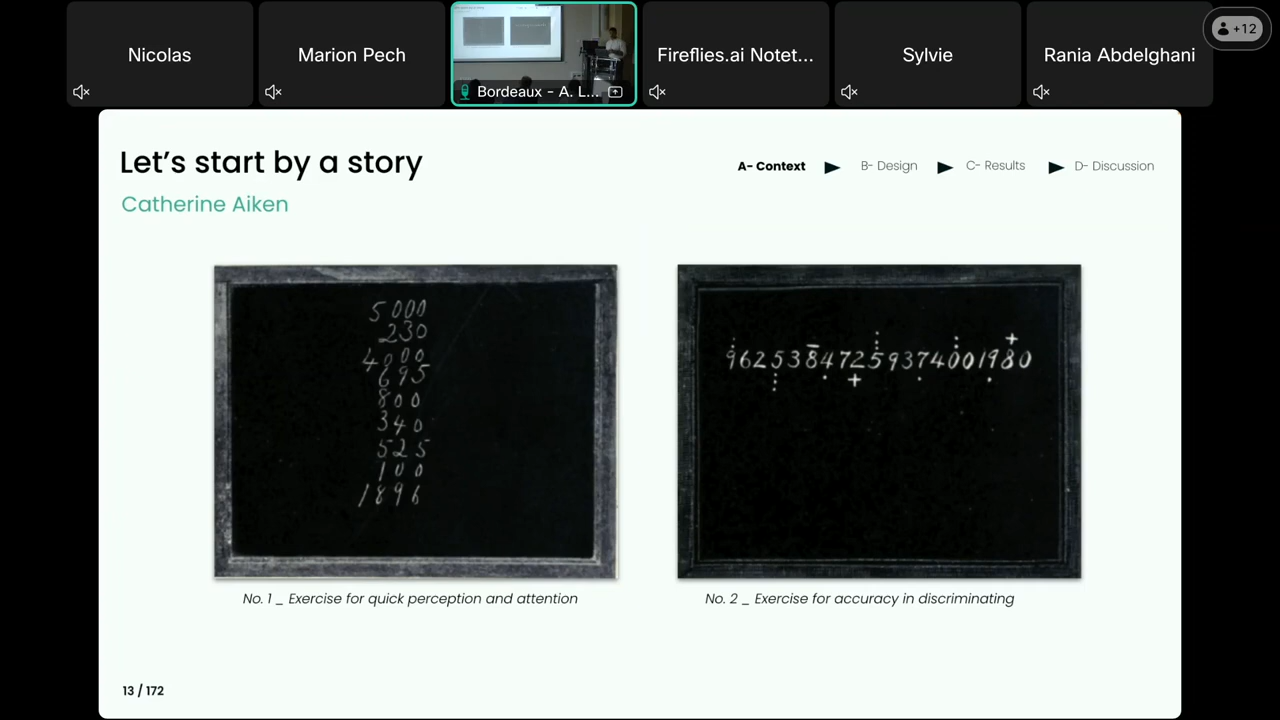 Nicolas
Marion Pech
Bordeaux - A. L...
Fireflies.ai Notet...
Sylvie
Rania Abdelghani
+12
Let's start by a story
A- Context
B- Design
C- Results
D- Discussion
Catherine Aiken
5000
230
4000
695
800
340
525
100
1896
+
96253847259374001980
+
No. 1 _ Exercise for quick perception and attention
No. 2 _ Exercise for accuracy in discriminating
13 / 172